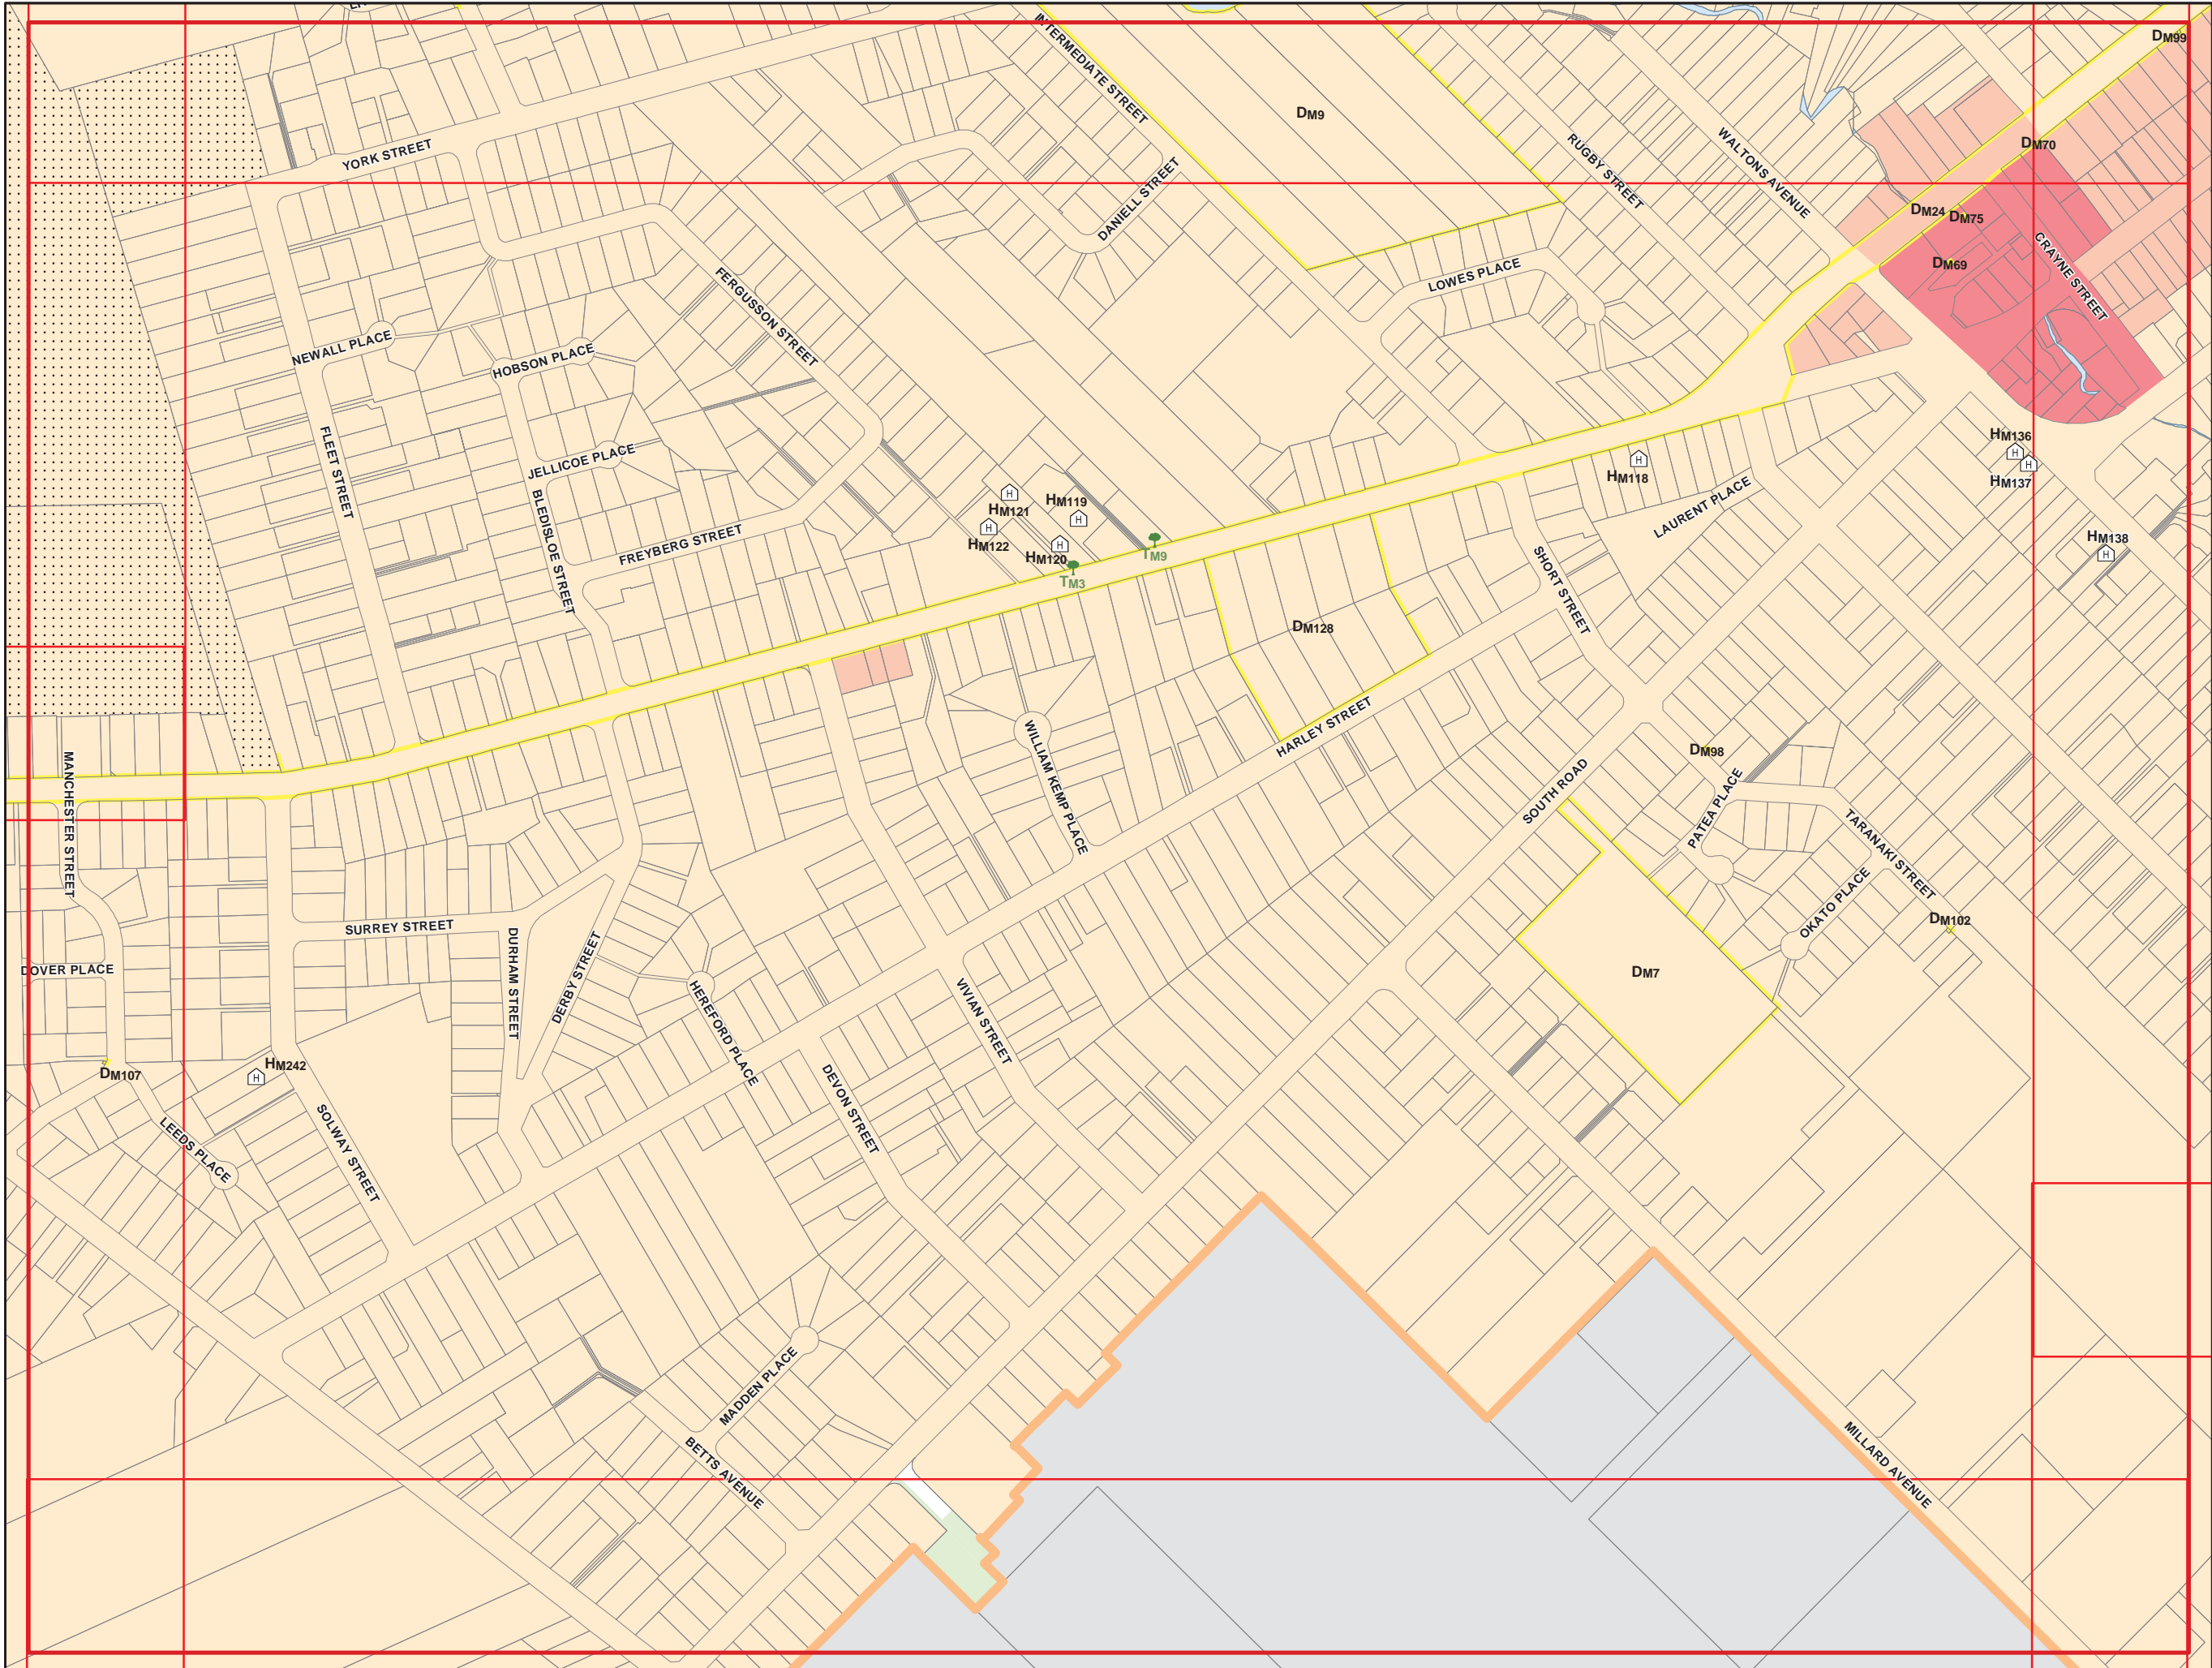 INTERMEDIATE STREET
DM99
DM9
YORK STREET
RUGBY STREET
WALTONS AVENUE
DM70
DANIELL STREET
DM24
DM75
DM69
CRAYNE STREET
LOWES PLACE
FERGUSSON STREET
NEWALL PLACE
HOBSON PLACE
FLEET STREET
JELLICOE PLACE
BLEDISLOE STREET
FREYBERG STREET
HM121
HM119
HM122
HM120
TM9
TM3
HM118
LAURENT PLACE
HM136
HM137
HM138
SHORT STREET
DM128
HARLEY STREET
WILLIAM KEMP PLACE
SOUTH ROAD
DM98
PATEA PLACE
TARANAKI STREET
OKATO PLACE
DM102
DM7
MANCHESTER STREET
SURREY STREET
DURHAM STREET
DERBY STREET
DOVER PLACE
HEREFORD PLACE
VIVIAN STREET
DEVON STREET
DM107
HM242
LEEDS PLACE
SOLWAY STREET
MADDEN PLACE
BETTS AVENUE
MILLARD AVENUE